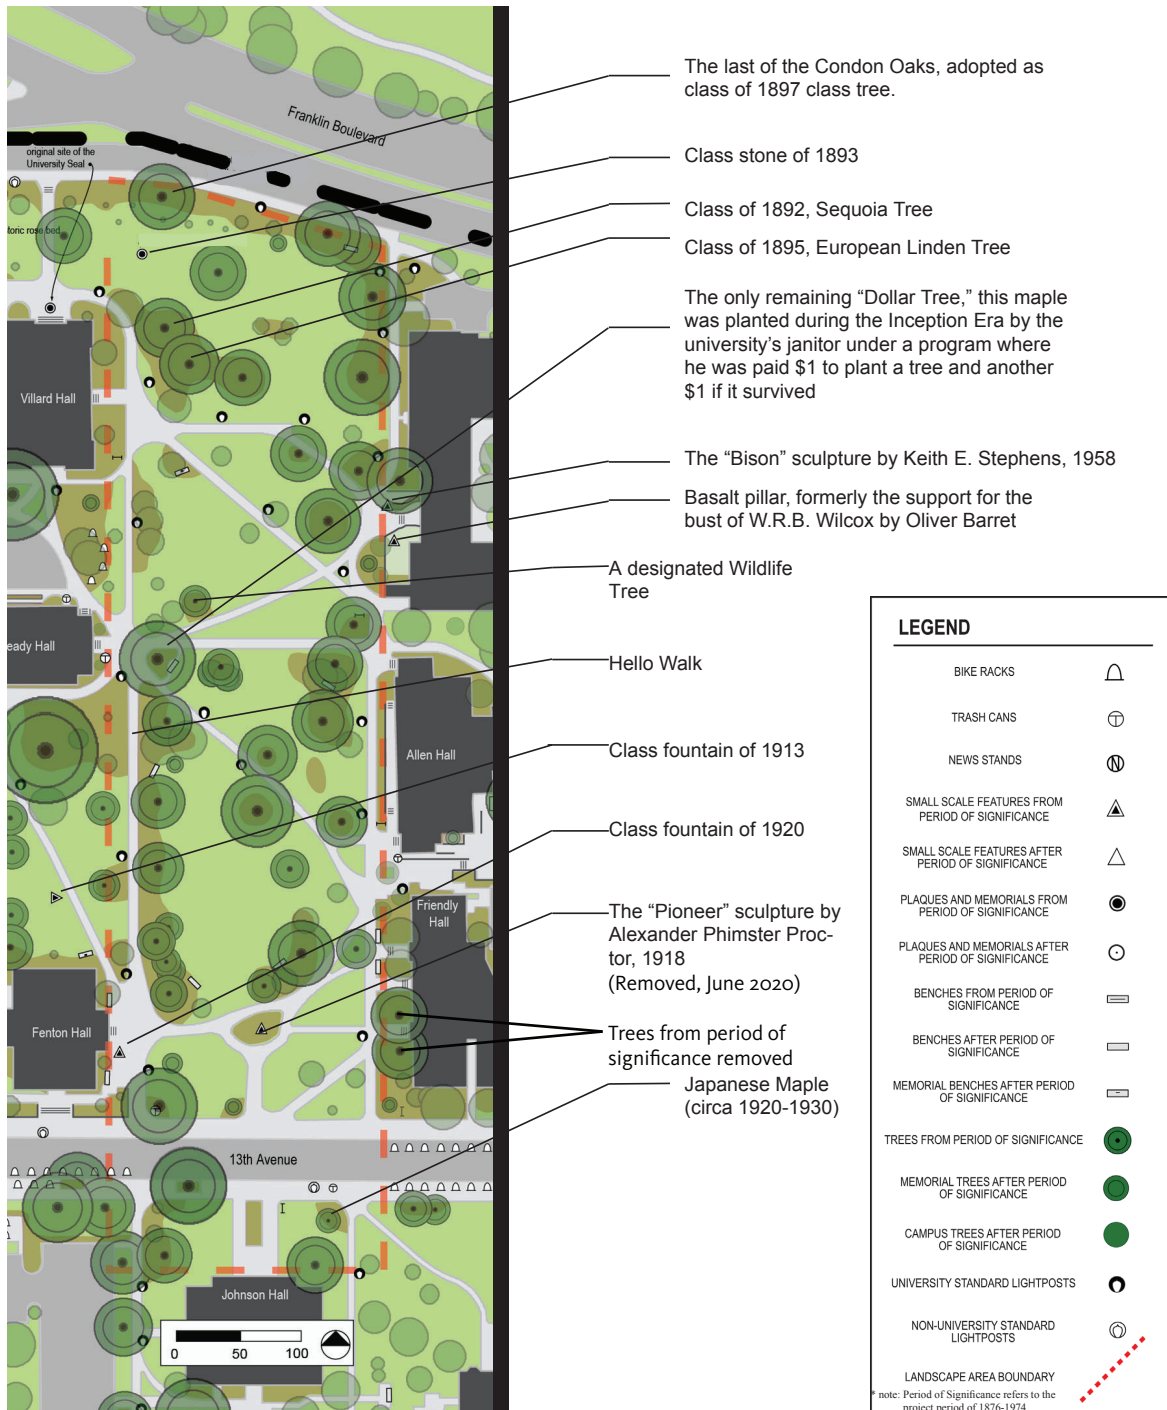 The last of the Condon Oaks, adopted as
class of 1897 class tree.
Franklin Boulevard
original site of the
University Seal
Class stone of 1893
Class of 1892, Sequoia Tree
toric rose bed
Class of 1895, European Linden Tree
The only remaining “Dollar Tree,” this maple
was planted during the Inception Era by the
university’s janitor under a program where
he was paid $1 to plant a tree and another
$1 if it survived
Villard Hall
The “Bison” sculpture by Keith E. Stephens, 1958
Basalt pillar, formerly the support for the
bust of W.R.B. Wilcox by Oliver Barret
A designated Wildlife
Tree
eady Hall
Hello Walk
Allen Hall
Class fountain of 1913
Class fountain of 1920
Friendly
Hall
The “Pioneer” sculpture by
Alexander Phimster Proc-
tor, 1918
(Removed, June 2020)
Fenton Hall
Trees from period of
significance removed
Japanese Maple
(circa 1920-1930)
13th Avenue
Johnson Hall
0 50 100
LEGEND
BIKE RACKS
TRASH CANS
NEWS STANDS
N
SMALL SCALE FEATURES FROM
PERIOD OF SIGNIFICANCE
SMALL SCALE FEATURES AFTER
PERIOD OF SIGNIFICANCE
PLAQUES AND MEMORIALS FROM
PERIOD OF SIGNIFICANCE
PLAQUES AND MEMORIALS AFTER
PERIOD OF SIGNIFICANCE
BENCHES FROM PERIOD OF
SIGNIFICANCE
BENCHES AFTER PERIOD OF
SIGNIFICANCE
MEMORIAL BENCHES AFTER PERIOD
OF SIGNIFICANCE
TREES FROM PERIOD OF SIGNIFICANCE
MEMORIAL TREES AFTER PERIOD
OF SIGNIFICANCE
CAMPUS TREES AFTER PERIOD
OF SIGNIFICANCE
UNIVERSITY STANDARD LIGHTPOSTS
NON-UNIVERSITY STANDARD
LIGHTPOSTS
LANDSCAPE AREA BOUNDARY
* note: Period of Significance refers to the
project period of 1876-1974